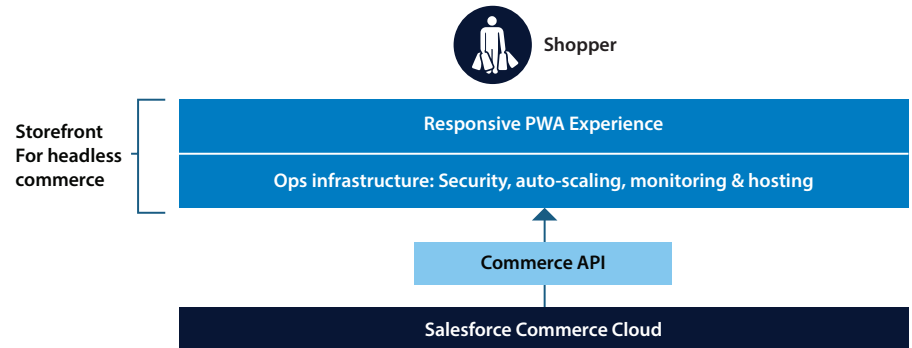 Shopper
Responsive PWA Experience
Storefront
For headless
commerce
Ops infrastructure: Security, auto-scaling, monitoring & hosting
Commerce API
Salesforce Commerce Cloud